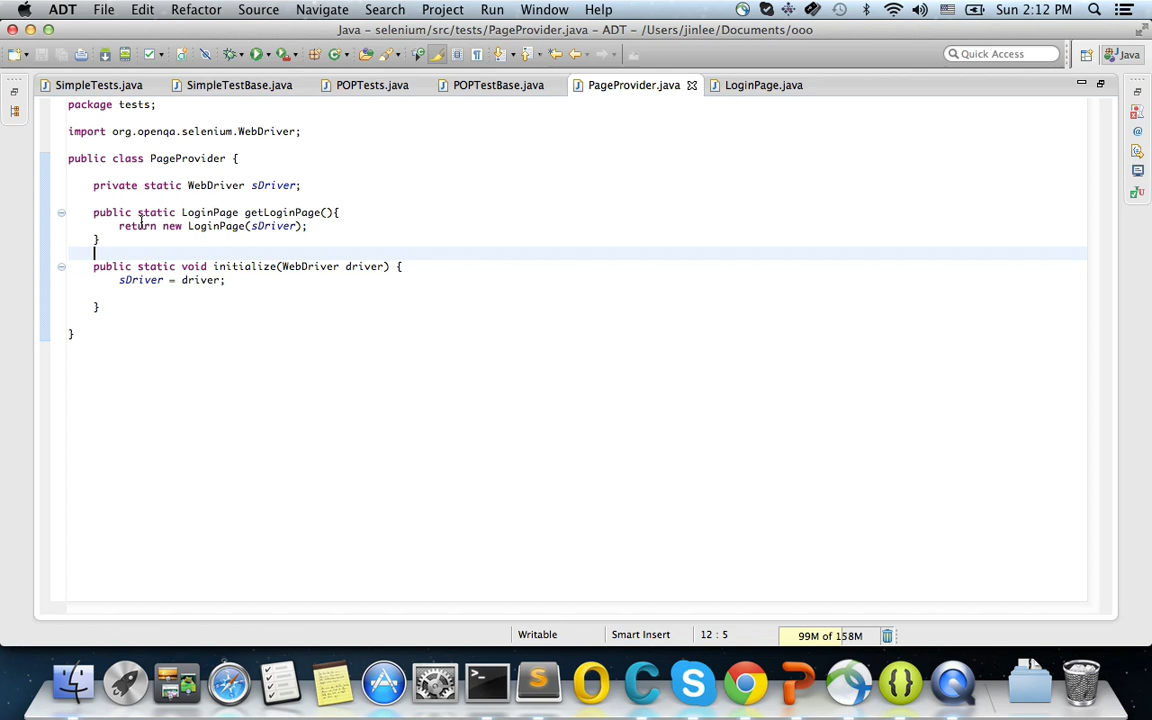 ADT File Edit Refactor Source Navigate Search Project Run Window Help Sun 2:12 PM
Java – selenium/src/tests/PageProvider.java – ADT – /Users/jinlee/Documents/ooo
Quick Access Java
SimpleTests.java SimpleTestBase.java POPTests.java POPTestBase.java PageProvider.java LoginPage.java
package tests;
import org.openqa.selenium.WebDriver;
public class PageProvider {
private static WebDriver sDriver;
public static LoginPage getLoginPage(){
return new LoginPage(sDriver);
}
public static void initialize(WebDriver driver) {
sDriver = driver;
}
}
Writable Smart Insert 12 : 5 99M of 158M